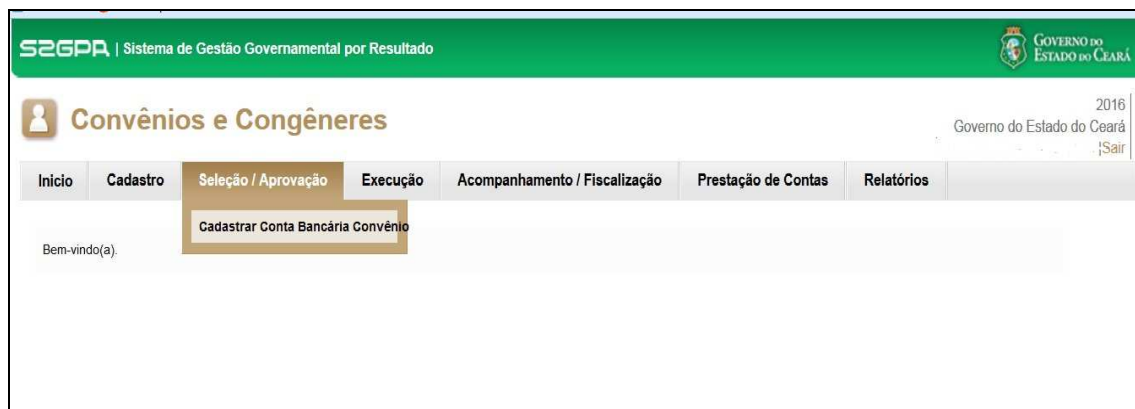 S2GPR | Sistema de Gestão Governamental por Resultado
GOVERNO DO
ESTADO DO CEARÁ
Convênios e Congêneres
2016
Governo do Estado do Ceará
|Sair
Inicio Cadastro Seleção / Aprovação Execução Acompanhamento / Fiscalização Prestação de Contas Relatórios
Cadastrar Conta Bancária Convênio
Bem-vindo(a).